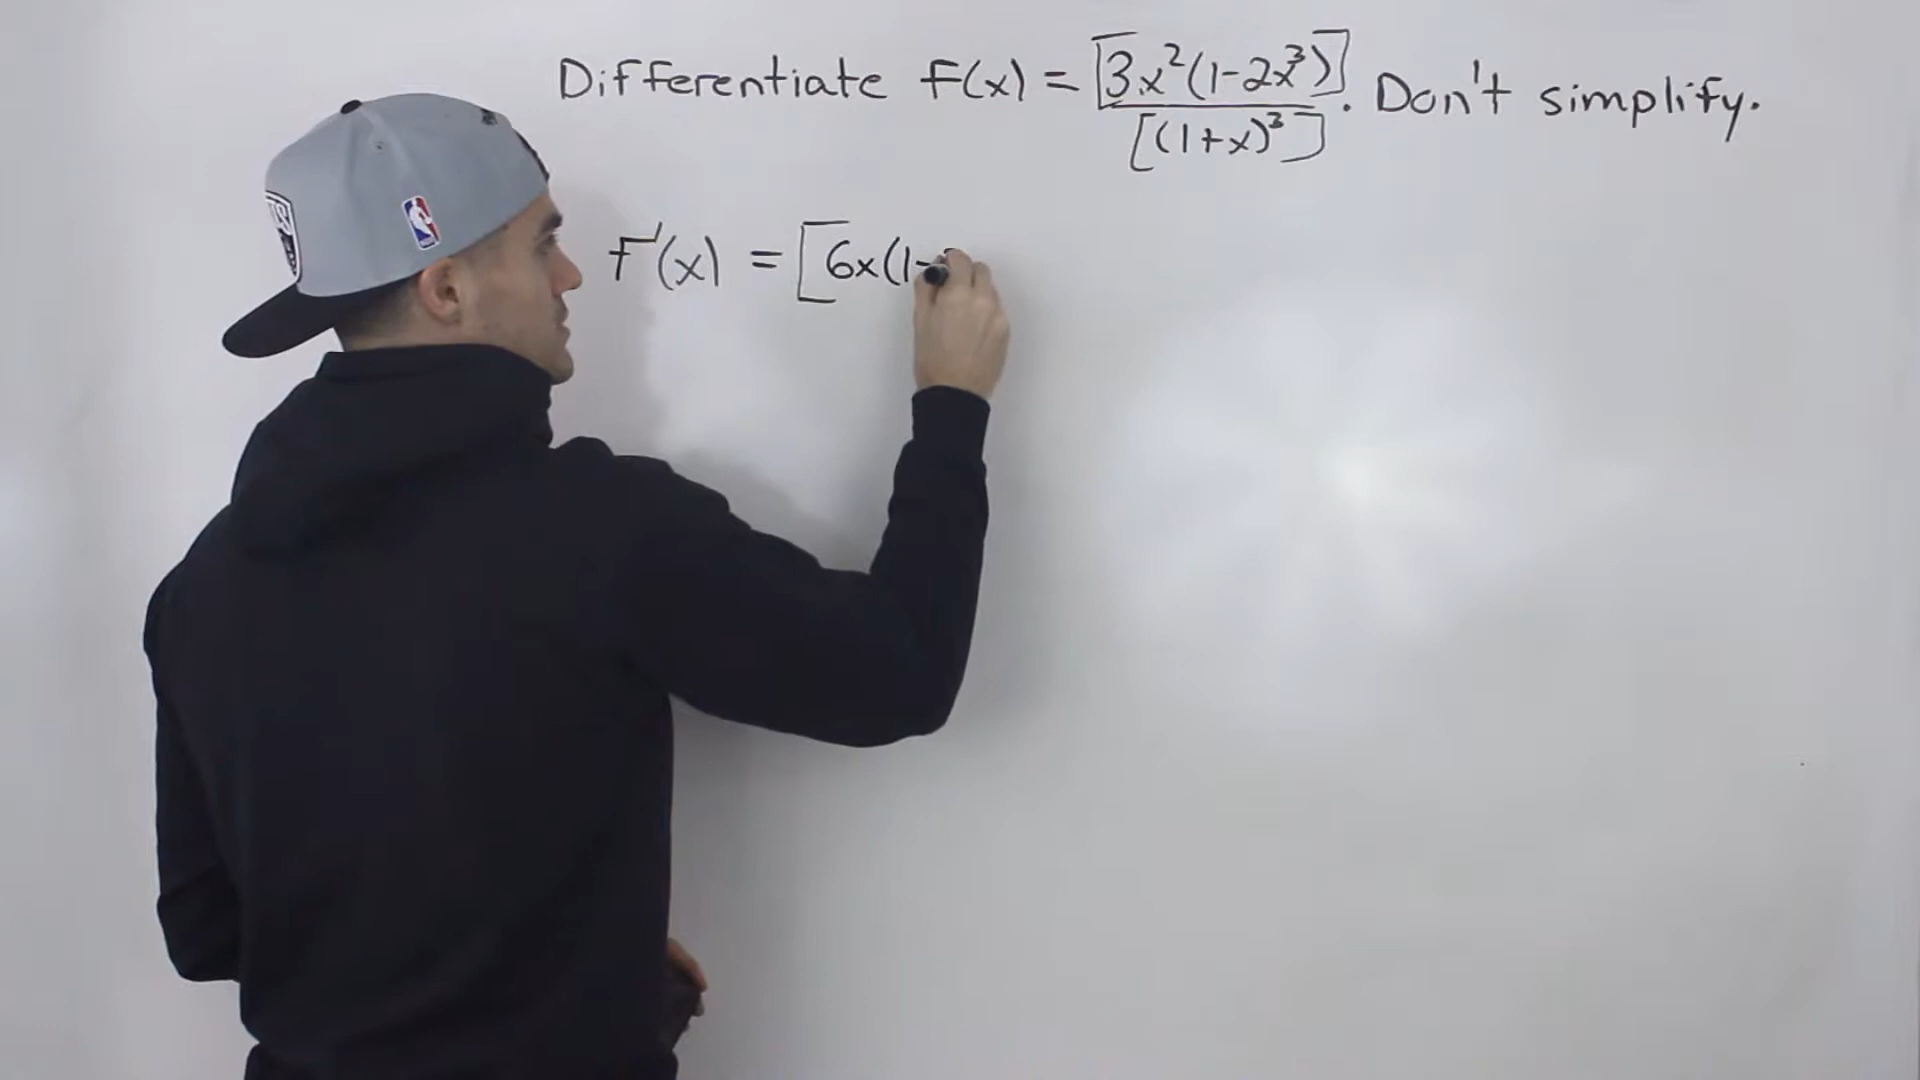 Differentiate f(x) = [3x²(1-2x³)] / [(1+x)³]. Don't simplify.
f'(x) = [6x(1-